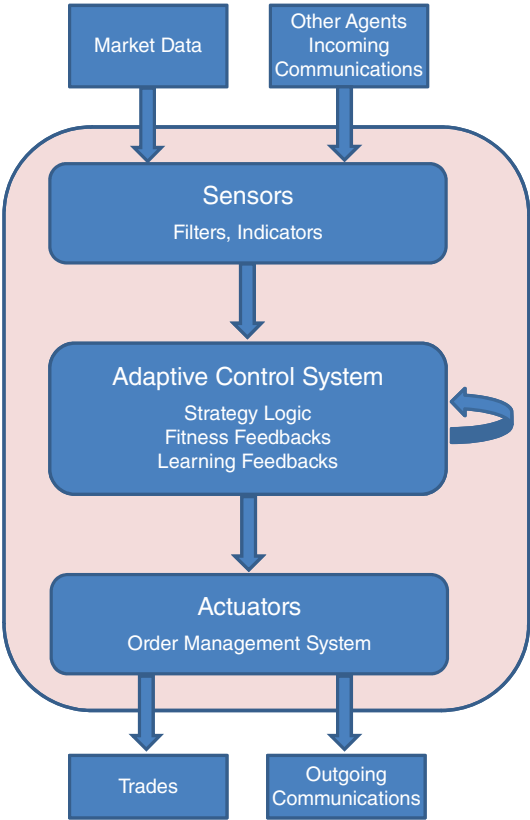 Market Data
Other Agents
Incoming
Communications
Sensors
Filters, Indicators
Adaptive Control System
Strategy Logic
Fitness Feedbacks
Learning Feedbacks
Actuators
Order Management System
Trades
Outgoing
Communications